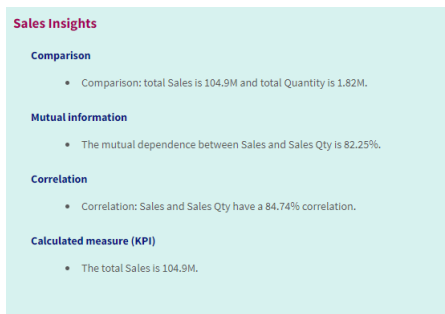 Sales Insights
Comparison
• Comparison: total Sales is 104.9M and total Quantity is 1.82M.
Mutual information
• The mutual dependence between Sales and Sales Qty is 82.25%.
Correlation
• Correlation: Sales and Sales Qty have a 84.74% correlation.
Calculated measure (KPI)
• The total Sales is 104.9M.